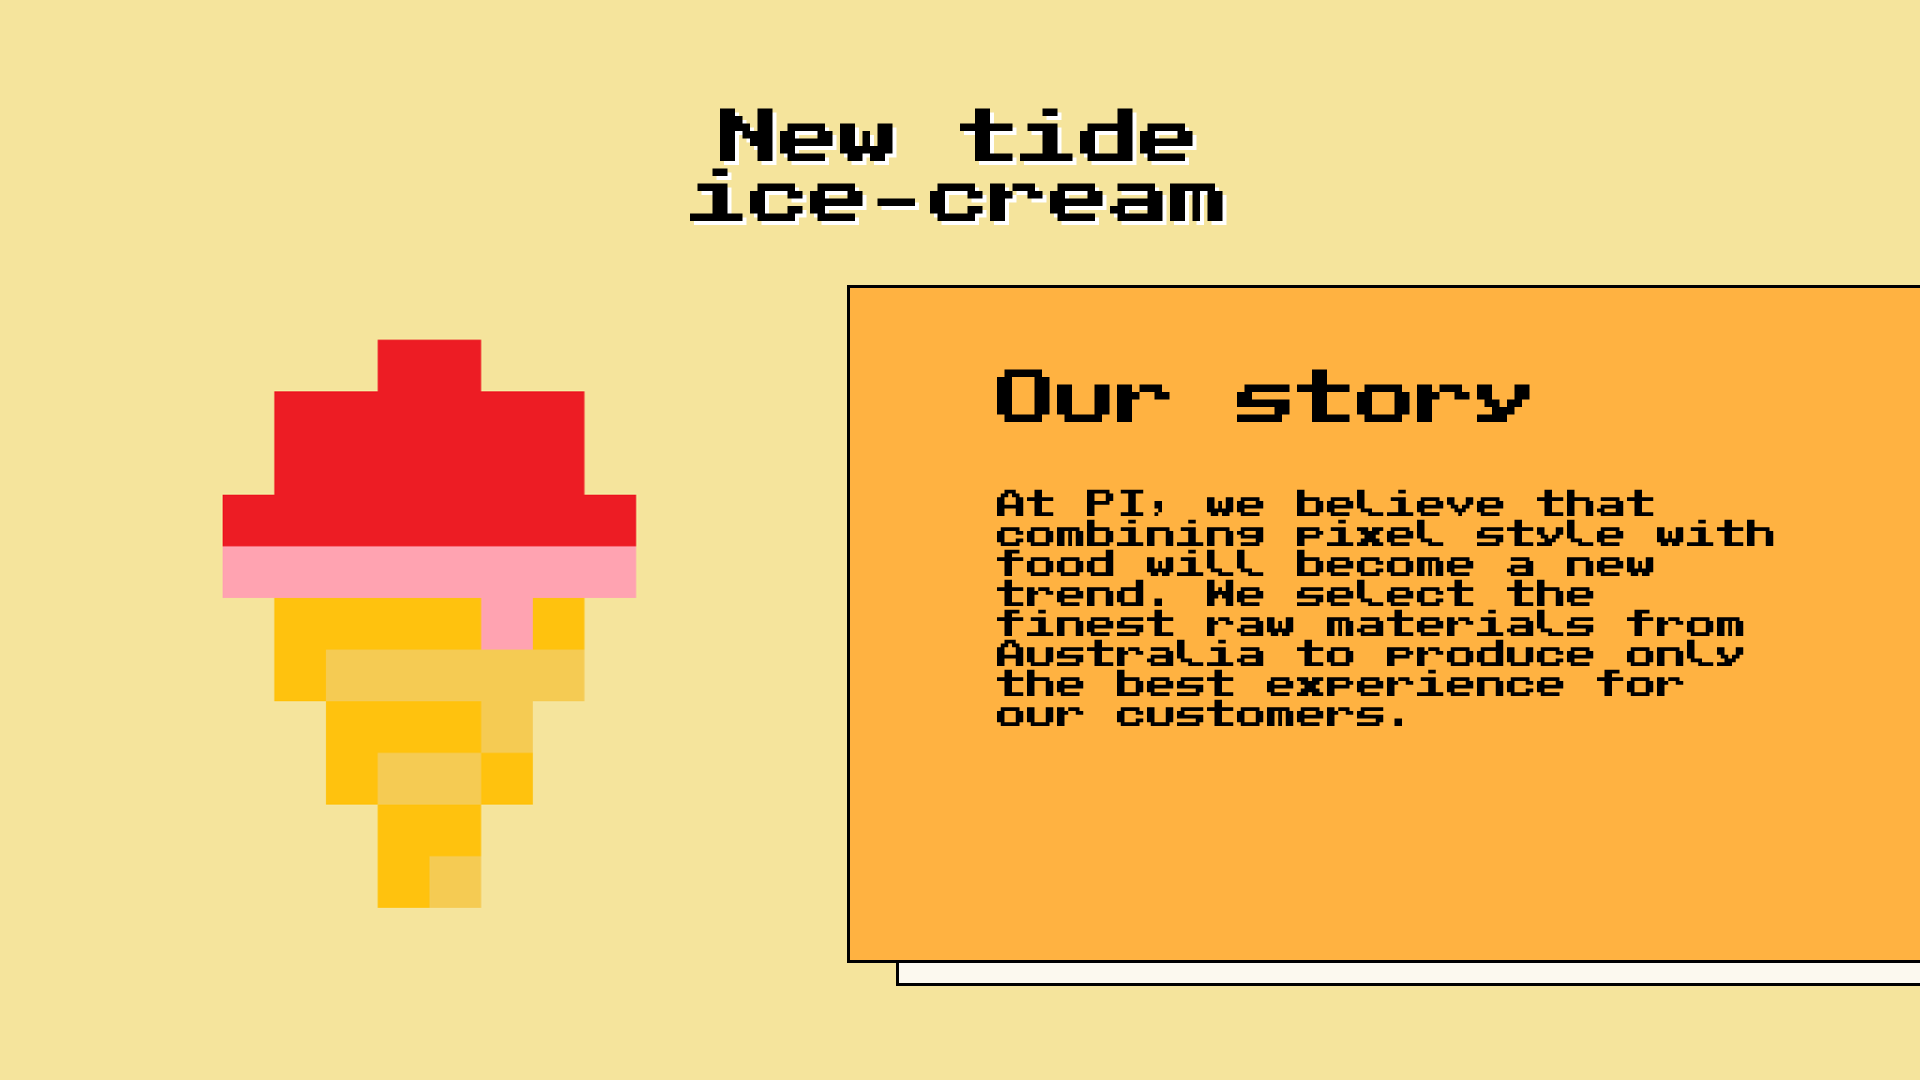 New tide
ice-cream
Our story
At PI, we believe that
combining pixel style with
food will become a new
trend. We select the
finest raw materials from
Australia to produce only
the best experience for
our customers.